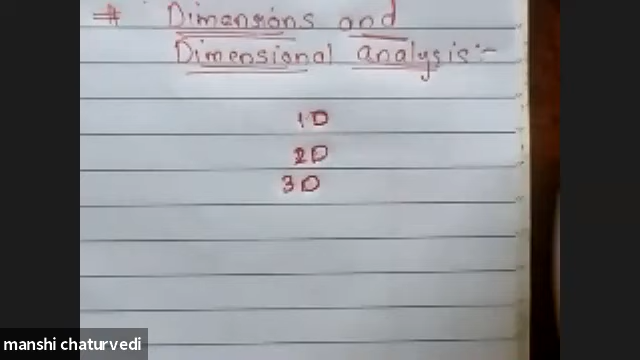 # Dimensions and
Dimensional analysis:-
1D
2D
3D
manshi chaturvedi